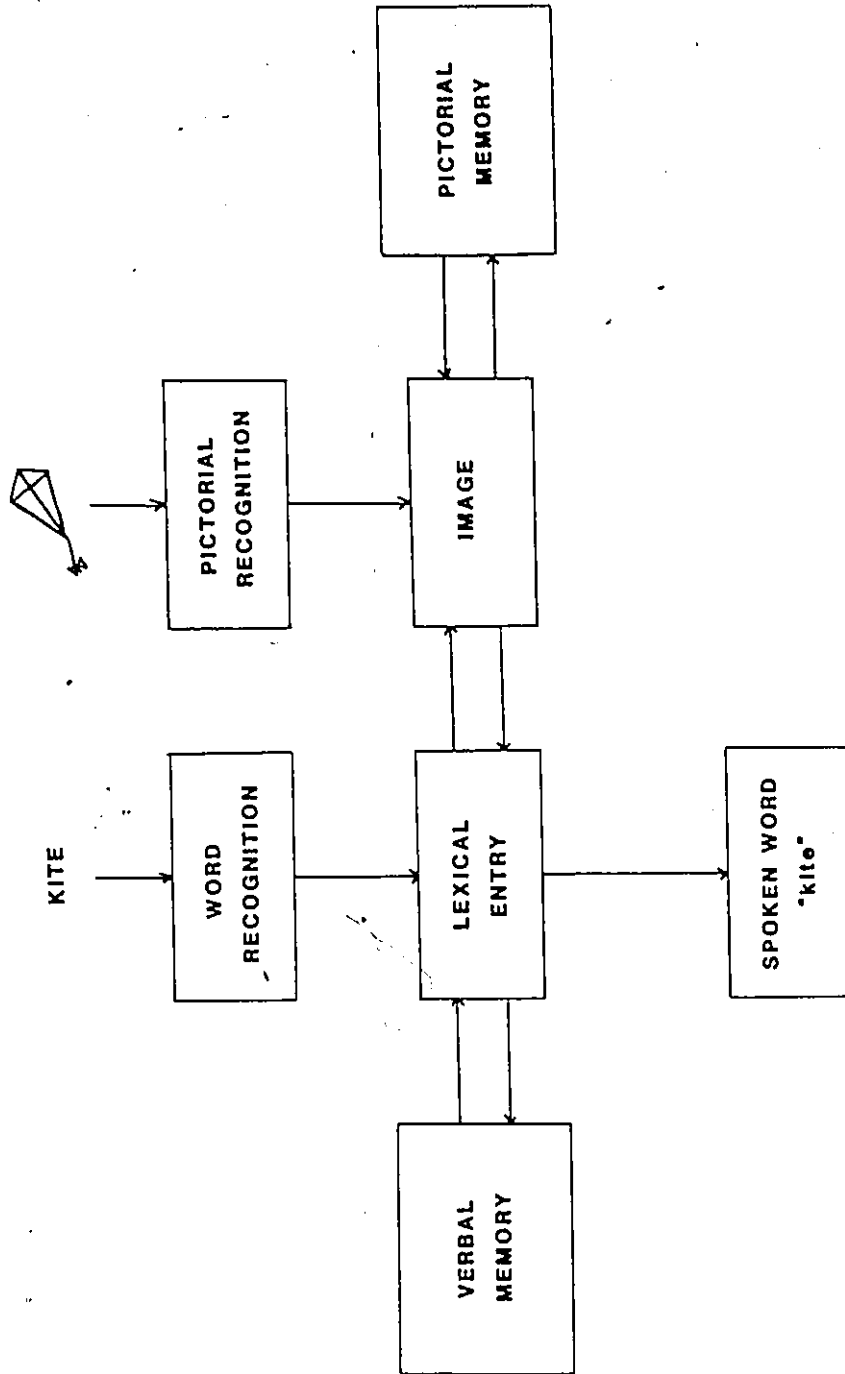 KITE
WORD
RECOGNITION
PICTORIAL
RECOGNITION
VERBAL
MEMORY
LEXICAL
ENTRY
IMAGE
PICTORIAL
MEMORY
SPOKEN WORD
"kite"